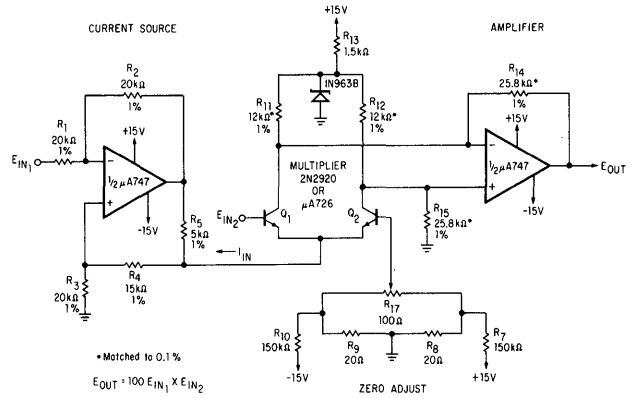 CURRENT SOURCE
+15V
AMPLIFIER
R13
1.5kΩ
R2
20kΩ
1%
IN963B
R14
25.8kΩ*
1%
R11
12kΩ*
1%
R12
12kΩ*
1%
R1
20kΩ
1%
+15V
+15V
EIN1
−
1/2 μA747
+
-15V
MULTIPLIER
2N2920
OR
μA726
−
1/2 μA747
+
-15V
EOUT
EIN2
Q1
Q2
R5
5kΩ
1%
IIN
R15
25.8kΩ*
1%
R3
20kΩ
1%
R4
15kΩ
1%
R17
100Ω
R10
150kΩ
R9
20Ω
R8
20Ω
R7
150kΩ
-15V
+15V
• Matched to 0.1 %
EOUT = 100 EIN1 X EIN2
ZERO ADJUST